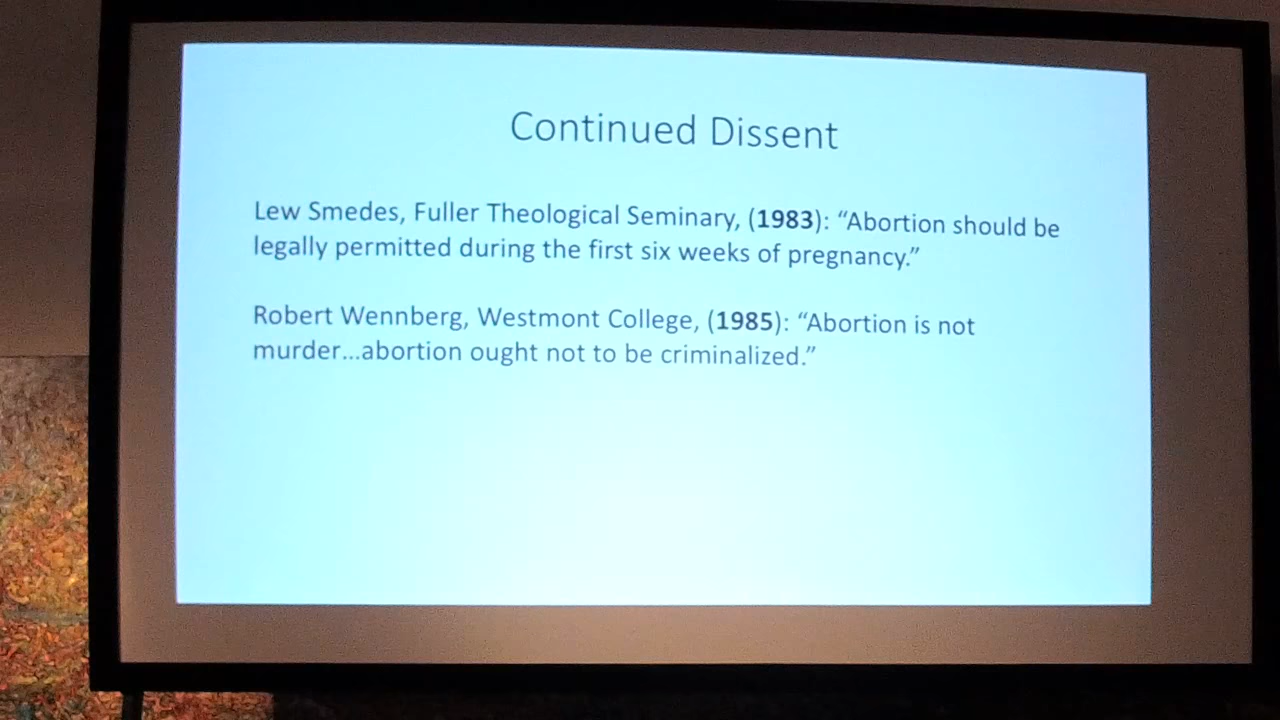 Continued Dissent
Lew Smedes, Fuller Theological Seminary, (1983): “Abortion should be
legally permitted during the first six weeks of pregnancy.”
Robert Wennberg, Westmont College, (1985): “Abortion is not
murder...abortion ought not to be criminalized.”